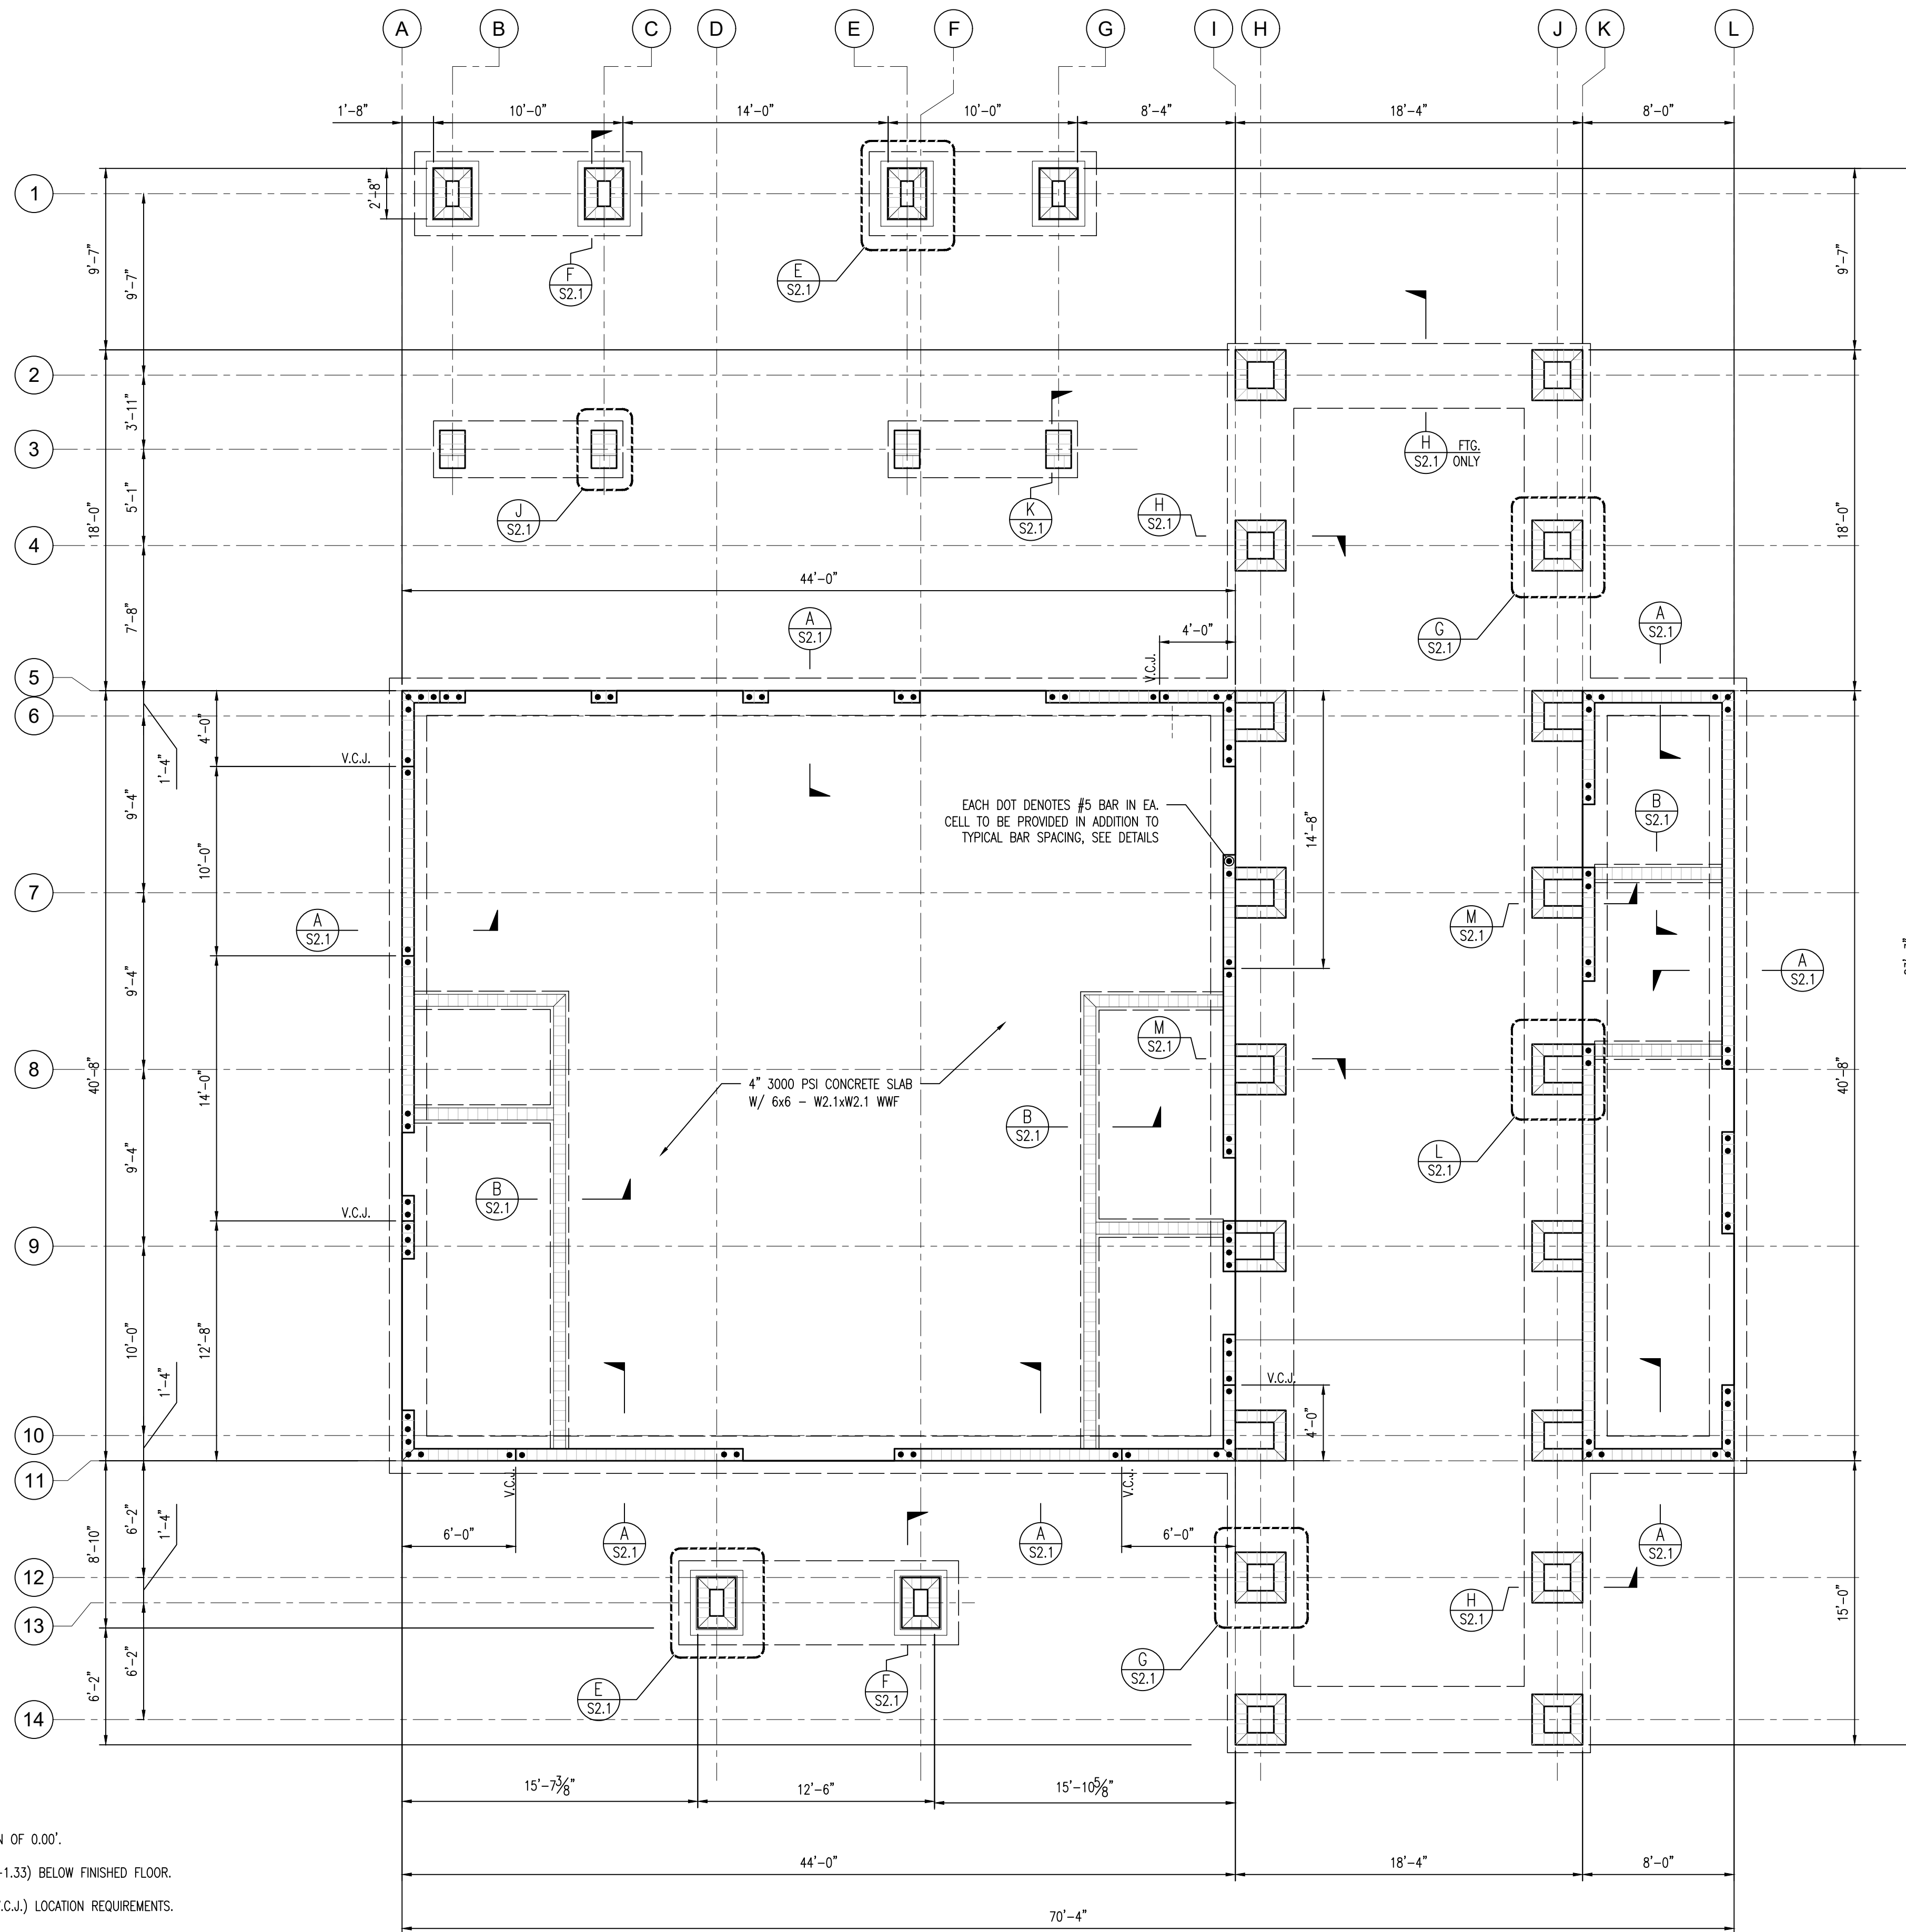 A B C D E F G I H J K L
1'-8" 10'-0" 14'-0" 10'-0" 8'-4" 18'-4" 8'-0"
1
2'-8"
9'-7"
9'-7"
9'-7"
F
S2.1
E
S2.1
2
3'-11"
3
H
S2.1
FTG.
ONLY
18'-0"
5'-1"
J
S2.1
K
S2.1
H
S2.1
18'-0"
4
44'-0"
7'-8"
A
S2.1
4'-0"
V.C.J.
G
S2.1
A
S2.1
5
6
4'-0"
1'-4"
V.C.J.
9'-4"
EACH DOT DENOTES #5 BAR IN EA.
CELL TO BE PROVIDED IN ADDITION TO
TYPICAL BAR SPACING, SEE DETAILS
14'-8"
B
S2.1
10'-0"
7
A
S2.1
M
S2.1
9'-4"
A
S2.1
M
S2.1
8
40'-8"
14'-0"
4" 3000 PSI CONCRETE SLAB
W/ 6x6 - W2.1xW2.1 WWF
40'-8"
B
S2.1
9'-4"
L
S2.1
B
S2.1
V.C.J.
9
10'-0"
12'-8"
1'-4"
V.C.J.
4'-0"
10
11
V.C.J.
V.C.J.
6'-2"
1'-4"
8'-10"
6'-0"
A
S2.1
A
S2.1
6'-0"
A
S2.1
12
13
15'-0"
H
S2.1
6'-2"
6'-2"
E
S2.1
F
S2.1
G
S2.1
14
15'-7 3/8" 12'-6" 15'-10 5/8"
N OF 0.00'.
-1.33) BELOW FINISHED FLOOR.
44'-0" 18'-4" 8'-0"
.C.J.) LOCATION REQUIREMENTS.
70'-4"